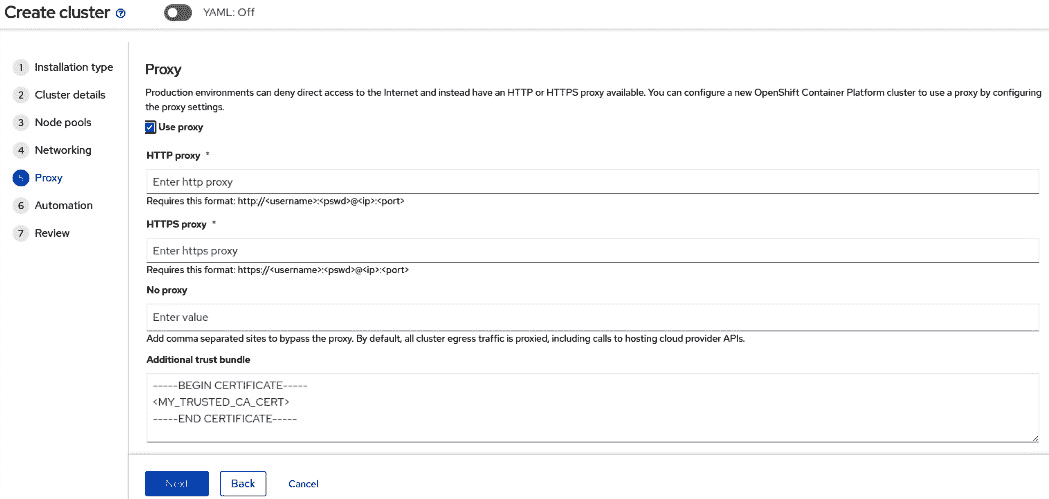 Create cluster
YAML: Off
1 Installation type
2 Cluster details
3 Node pools
4 Networking
5 Proxy
6 Automation
7 Review
Proxy
Production environments can deny direct access to the Internet and instead have an HTTP or HTTPS proxy available. You can configure a new OpenShift Container Platform cluster to use a proxy by configuring
the proxy settings.
Use proxy
HTTP proxy *
Enter http proxy
Requires this format: http://<username>:<pswd>@<ip>:<port>
HTTPS proxy *
Enter https proxy
Requires this format: https://<username>:<pswd>@<ip>:<port>
No proxy
Enter value
Add comma separated sites to bypass the proxy. By default, all cluster egress traffic is proxied, including calls to hosting cloud provider APIs.
Additional trust bundle
-----BEGIN CERTIFICATE-----
<MY_TRUSTED_CA_CERT>
-----END CERTIFICATE-----
Next Back Cancel